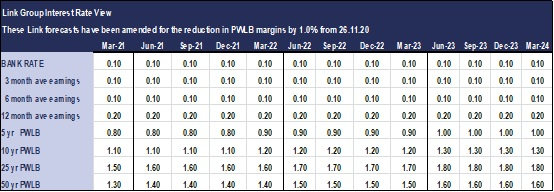 Link Group Interest Rate View
These Link forecasts have been amended for the reduction in PWLB margins by 1.0% from 26.11.20
Mar-21 Jun-21 Sep-21 Dec-21 Mar-22 Jun-22 Sep-22 Dec-22 Mar-23 Jun-23 Sep-23 Dec-23 Mar-24
BANK RATE 0.10 0.10 0.10 0.10 0.10 0.10 0.10 0.10 0.10 0.10 0.10 0.10 0.10
3 month ave earnings 0.10 0.10 0.10 0.10 0.10 0.10 0.10 0.10 0.10 0.10 0.10 0.10 0.10
6 month ave earnings 0.10 0.10 0.10 0.10 0.10 0.10 0.10 0.10 0.10 0.10 0.10 0.10 0.10
12 month ave earnings 0.20 0.20 0.20 0.20 0.20 0.20 0.20 0.20 0.20 0.20 0.20 0.20 0.20
5 yr PWLB 0.80 0.80 0.80 0.80 0.90 0.90 0.90 0.90 0.90 1.00 1.00 1.00 1.00
10 yr PWLB 1.10 1.10 1.10 1.10 1.20 1.20 1.20 1.20 1.20 1.30 1.30 1.30 1.30
25 yr PWLB 1.50 1.60 1.60 1.60 1.60 1.70 1.70 1.70 1.70 1.80 1.80 1.80 1.80
50 yr PWLB 1.30 1.40 1.40 1.40 1.40 1.50 1.50 1.50 1.50 1.60 1.60 1.60 1.60